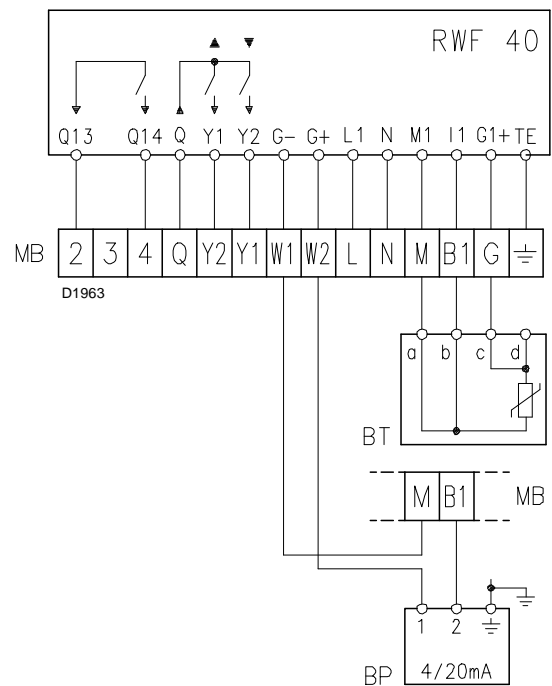 RWF 40
Q13 Q14 Q Y1 Y2 G- G+ L1 N M1 I1 G1+ TE
MB 2 3 4 Q Y2 Y1 W1 W2 L N M B1 G
D1963
a b c d
BT
M B1 MB
1 2
BP 4/20mA